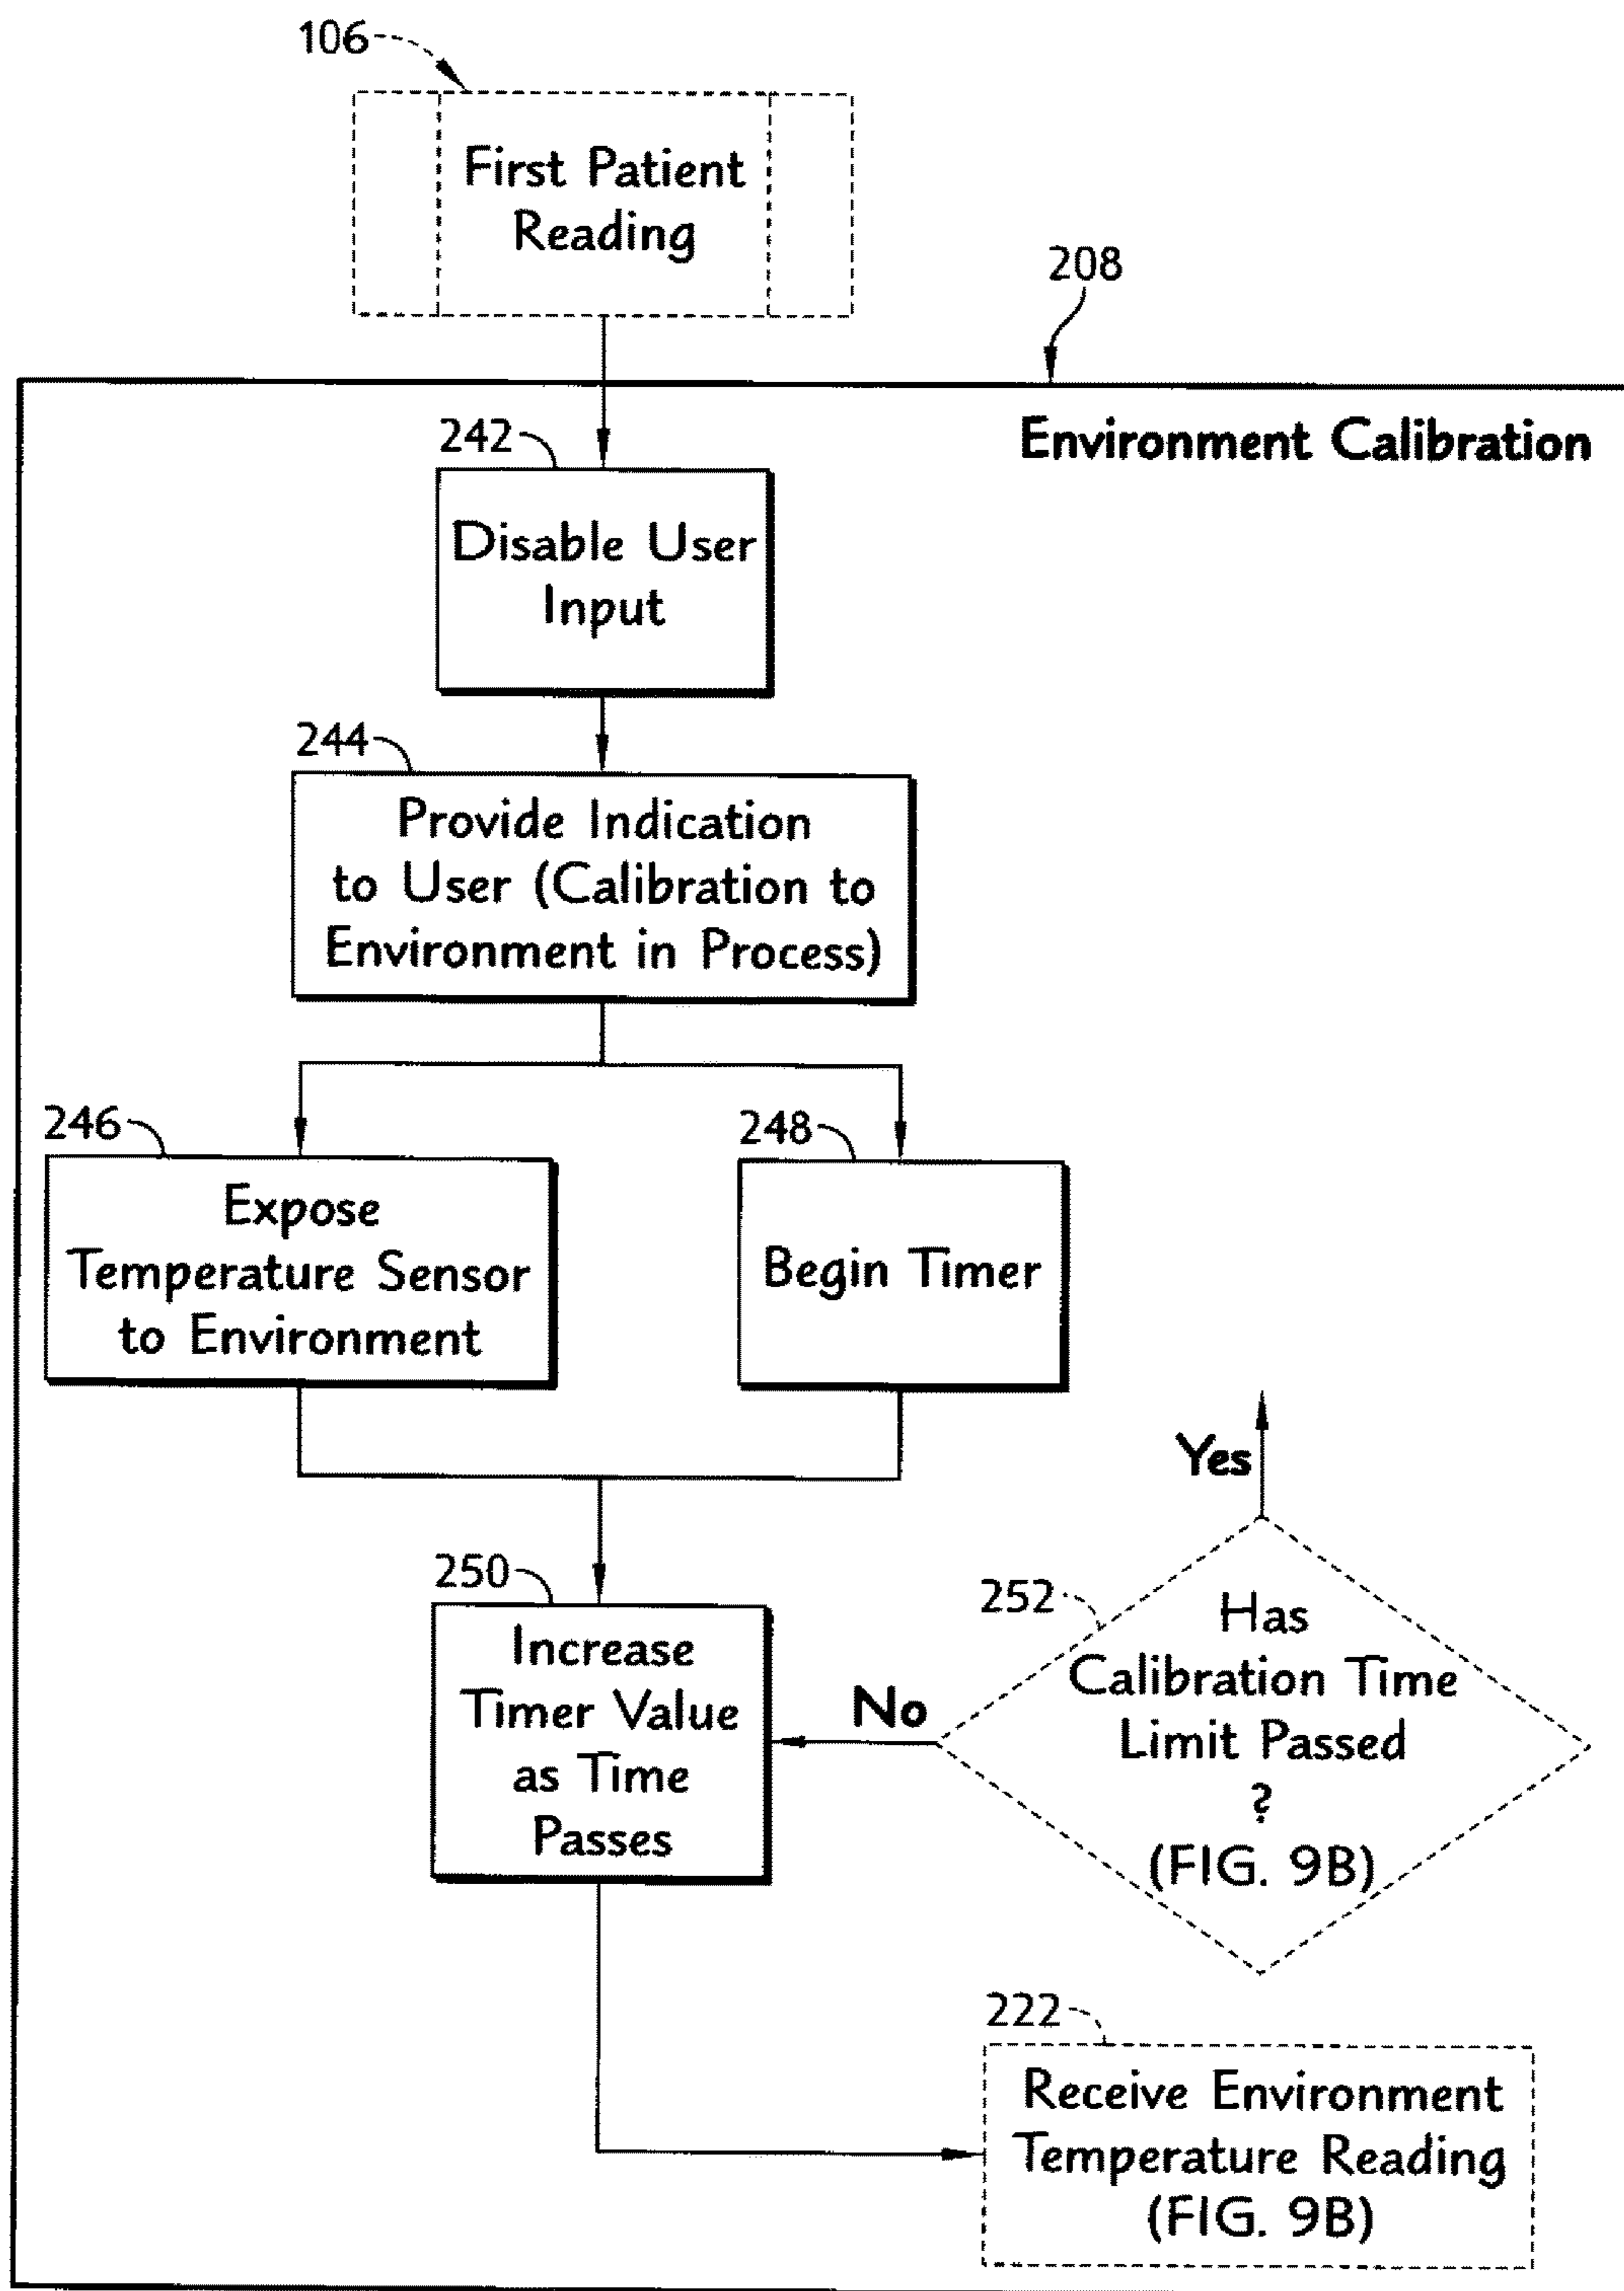 106
First Patient
Reading
208
Environment Calibration
242
Disable User
Input
244
Provide Indication
to User (Calibration to
Environment in Process)
246
Expose
Temperature Sensor
to Environment
248
Begin Timer
Yes
250
Increase
Timer Value
as Time
Passes
No
252
Has
Calibration Time
Limit Passed
?
(FIG. 9B)
222
Receive Environment
Temperature Reading
(FIG. 9B)